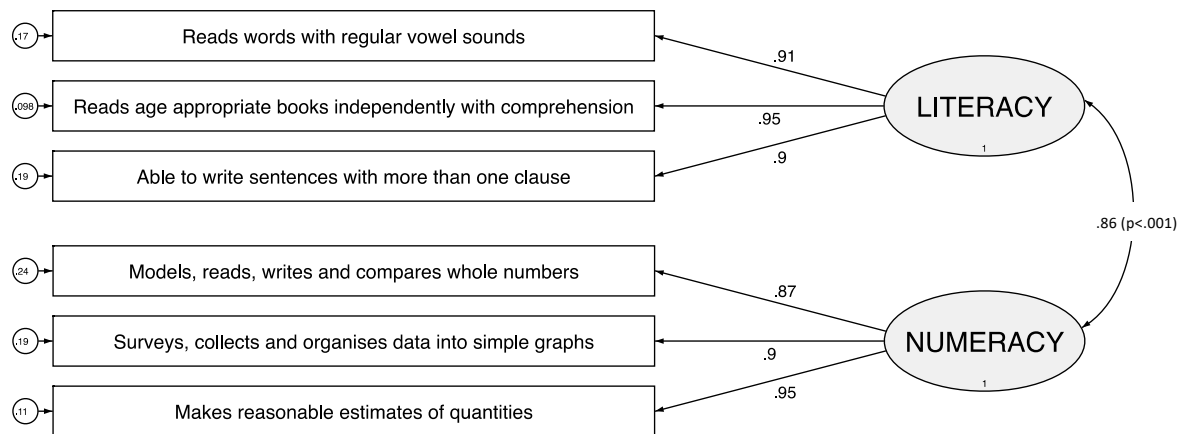 .17
Reads words with regular vowel sounds
.91
.098
Reads age appropriate books independently with comprehension
.95
LITERACY
1
.19
Able to write sentences with more than one clause
.9
.86 (p<.001)
.24
Models, reads, writes and compares whole numbers
.87
.19
Surveys, collects and organises data into simple graphs
.9
NUMERACY
1
.11
Makes reasonable estimates of quantities
.95